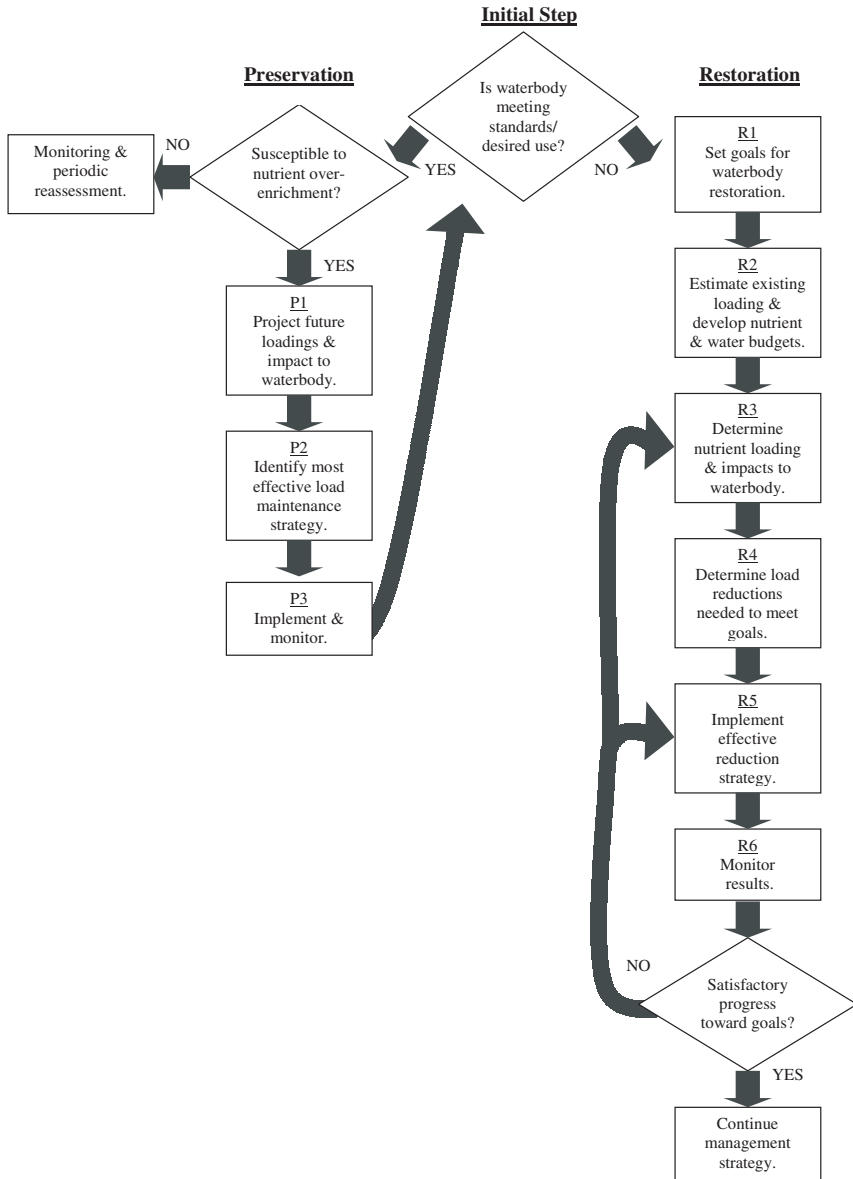 Initial Step
Is waterbody
meeting
standards/
desired use?
YES
NO
Preservation
Susceptible to
nutrient over-
enrichment?
NO
Monitoring &
periodic
reassessment.
YES
P1
Project future
loadings &
impact to
waterbody.
P2
Identify most
effective load
maintenance
strategy.
P3
Implement &
monitor.
Restoration
R1
Set goals for
waterbody
restoration.
R2
Estimate existing
loading &
develop nutrient
& water budgets.
R3
Determine
nutrient loading
& impacts to
waterbody.
R4
Determine load
reductions
needed to meet
goals.
R5
Implement
effective
reduction
strategy.
R6
Monitor
results.
NO
Satisfactory
progress
toward goals?
YES
Continue
management
strategy.